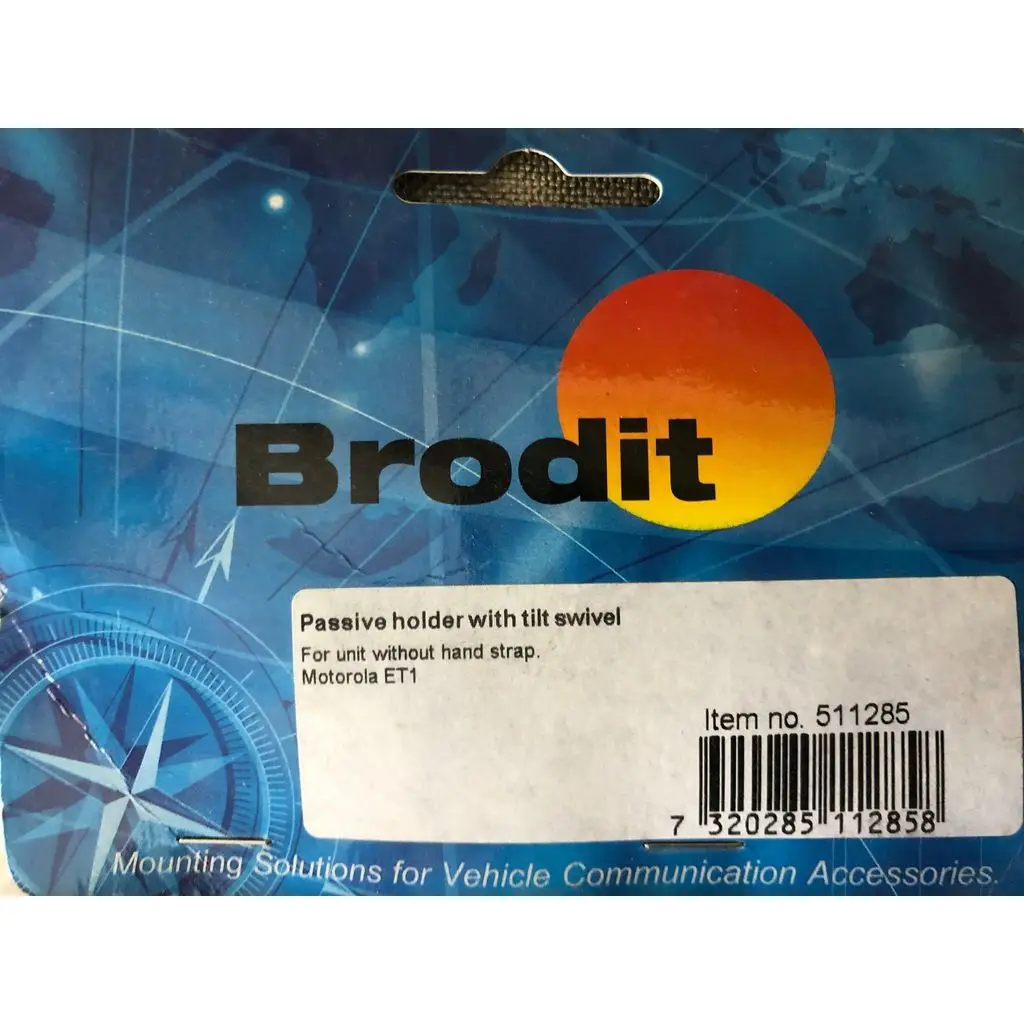 Brodit
Passive holder with tilt swivel
For unit without hand strap.
Motorola ET1
Item no. 511285
7 320285 112858
Mounting Solutions for Vehicle Communication Accessories.